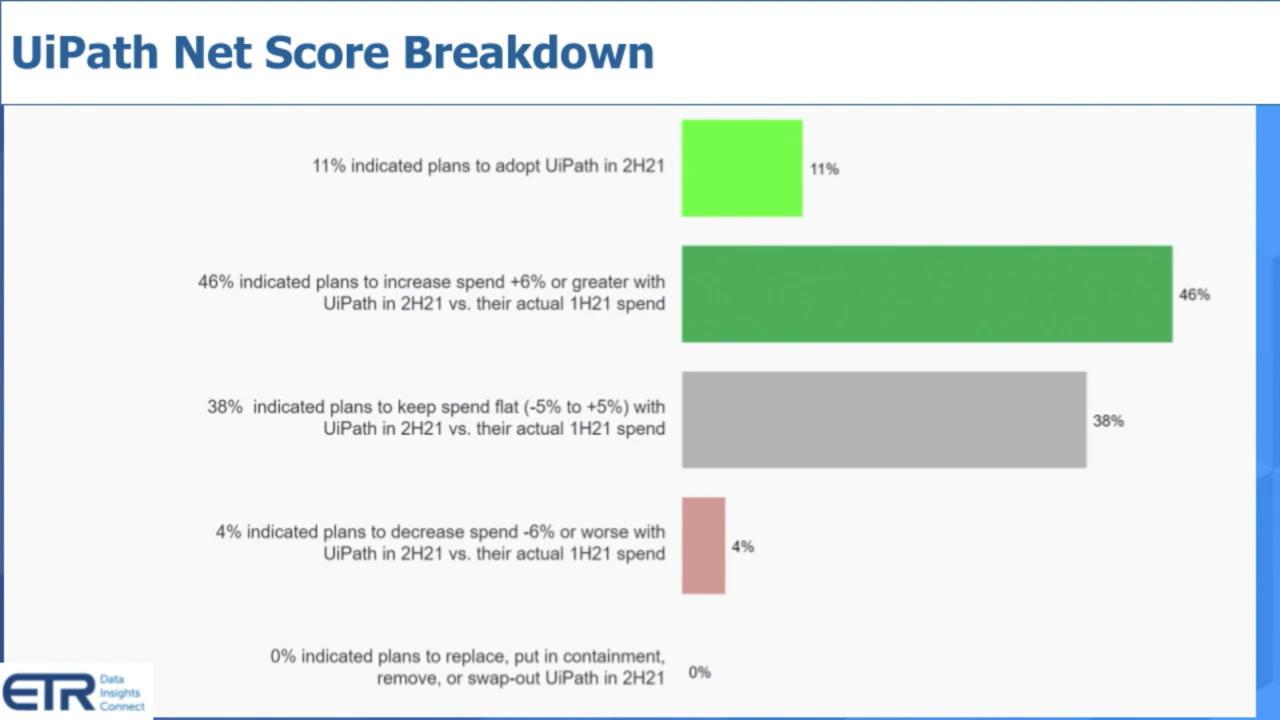 UiPath Net Score Breakdown
11% indicated plans to adopt UiPath in 2H21
11%
46% indicated plans to increase spend +6% or greater with
UiPath in 2H21 vs. their actual 1H21 spend
46%
38% indicated plans to keep spend flat (-5% to +5%) with
UiPath in 2H21 vs. their actual 1H21 spend
38%
4% indicated plans to decrease spend -6% or worse with
UiPath in 2H21 vs. their actual 1H21 spend
4%
0% indicated plans to replace, put in containment,
remove, or swap-out UiPath in 2H21
0%
ETR
Data
Insights
Connect